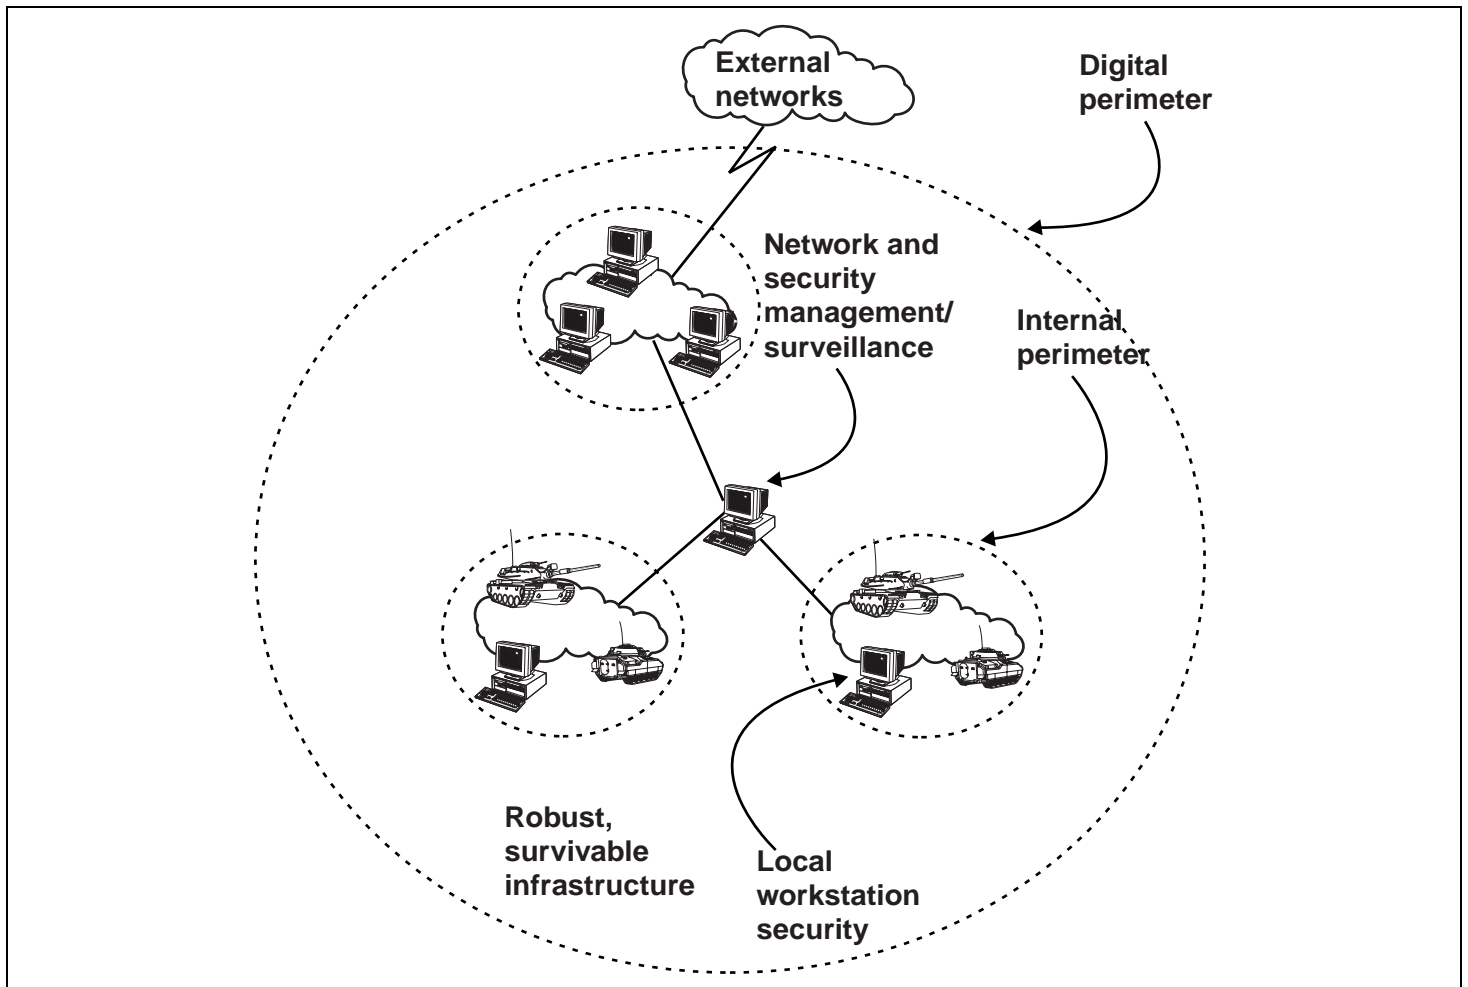 External
networks
Digital
perimeter
Network and
security
management/
surveillance
Internal
perimeter
Robust,
survivable
infrastructure
Local
workstation
security